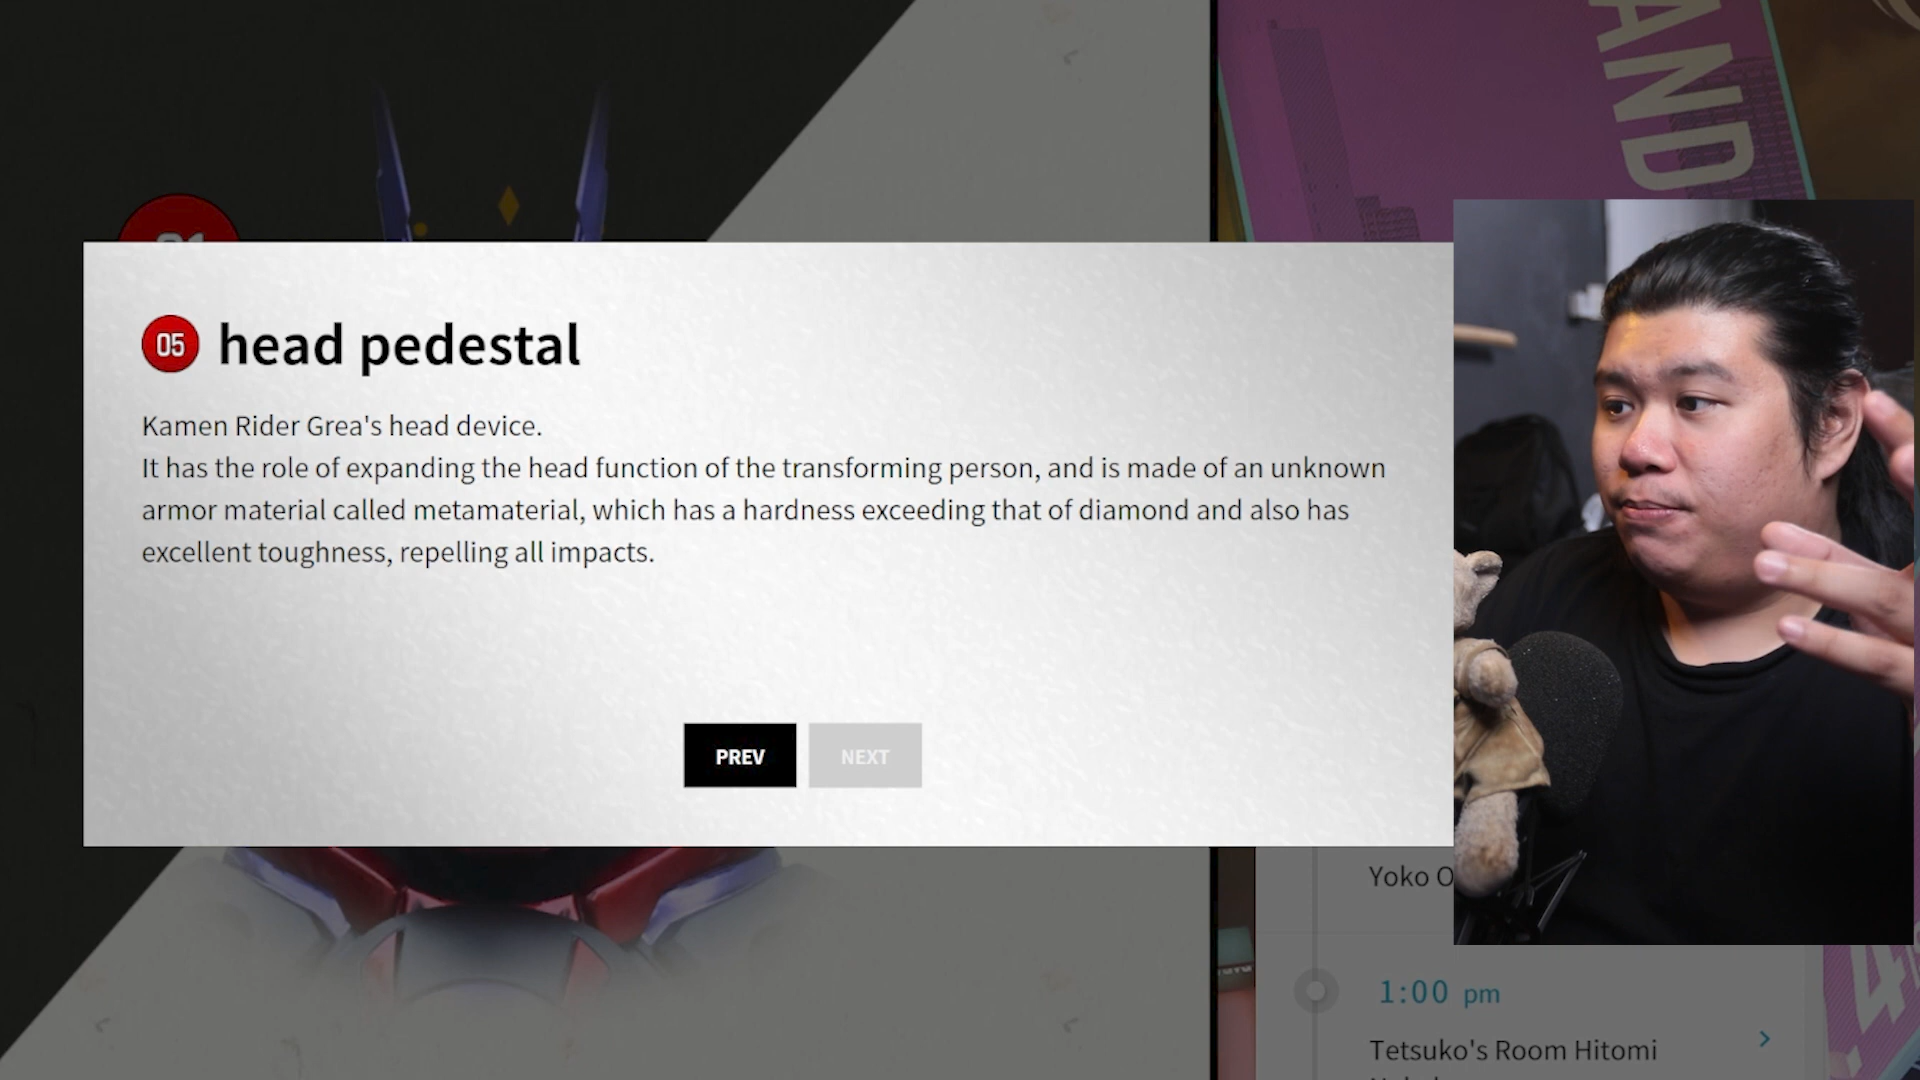 AND
01
05 head pedestal
Kamen Rider Grea's head device.
It has the role of expanding the head function of the transforming person, and is made of an unknown
armor material called metamaterial, which has a hardness exceeding that of diamond and also has
excellent toughness, repelling all impacts.
PREV
NEXT
Yoko O
1:00 pm
Tetsuko's Room Hitomi